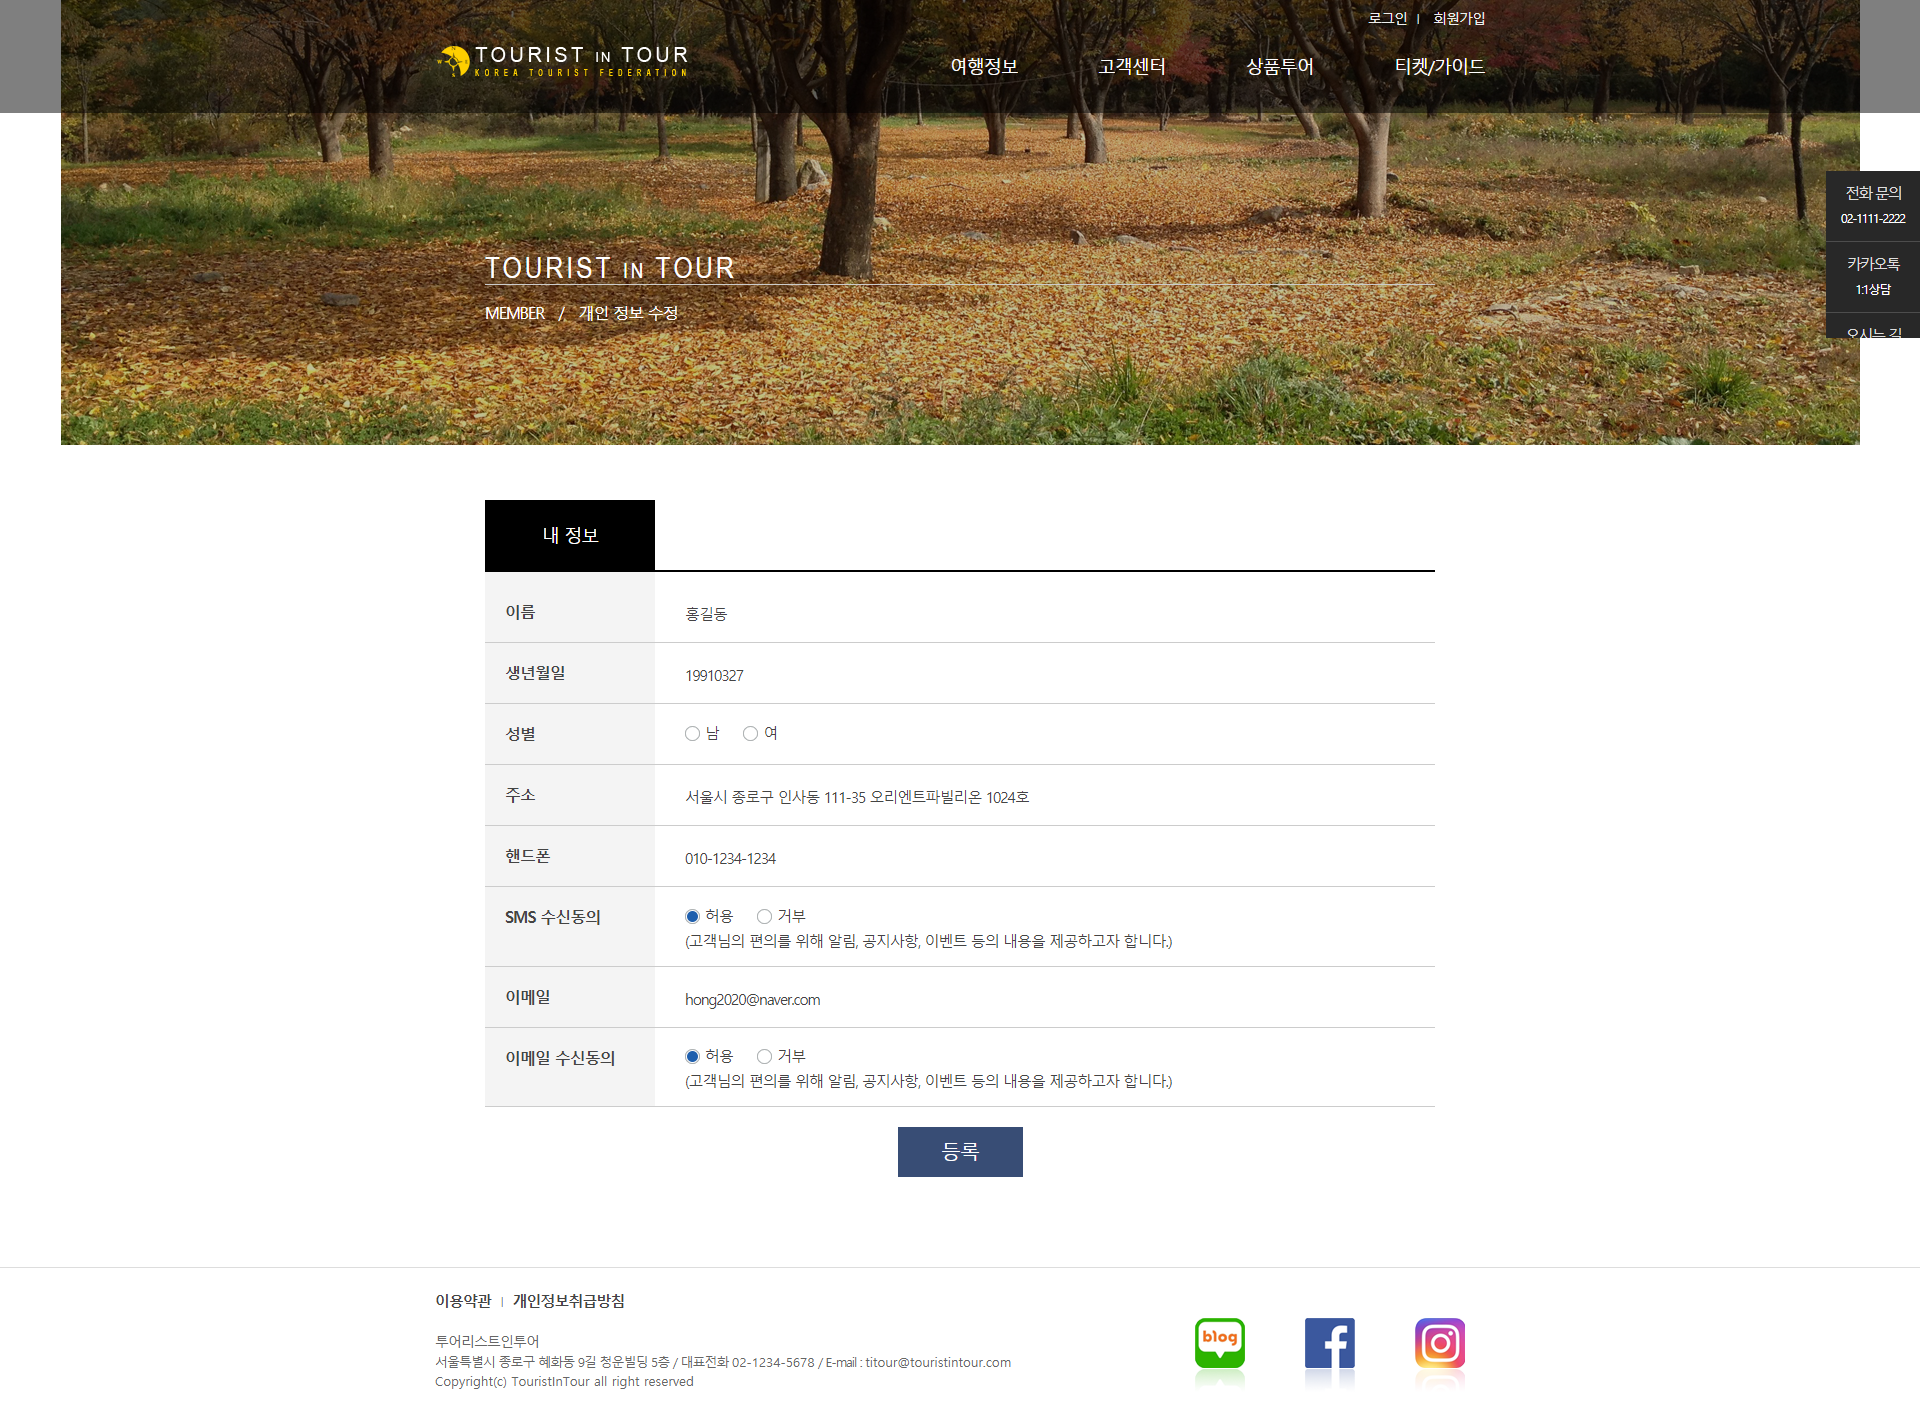 로그인 | 회원가입
TOURIST IN TOUR
KOREA TOURIST FEDERATION
여행정보 고객센터 상품투어 티켓/가이드
전화 문의
02-1111-2222
카카오톡
1:1상담
오시는 길
TOURIST IN TOUR
MEMBER / 개인 정보 수정
내 정보
이름 홍길동
생년월일 19910327
성별 남 여
주소 서울시 종로구 인사동 111-35 오리엔트파빌리온 1024호
핸드폰 010-1234-1234
SMS 수신동의 허용 거부
(고객님의 편의를 위해 알림, 공지사항, 이벤트 등의 내용을 제공하고자 합니다.)
이메일 hong2020@naver.com
이메일 수신동의 허용 거부
(고객님의 편의를 위해 알림, 공지사항, 이벤트 등의 내용을 제공하고자 합니다.)
등록
이용약관 | 개인정보취급방침
투어리스트인투어
서울특별시 종로구 혜화동 9길 청운빌딩 5층 / 대표전화 02-1234-5678 / E-mail : titour@touristintour.com
Copyright(c) TouristInTour all right reserved
blog